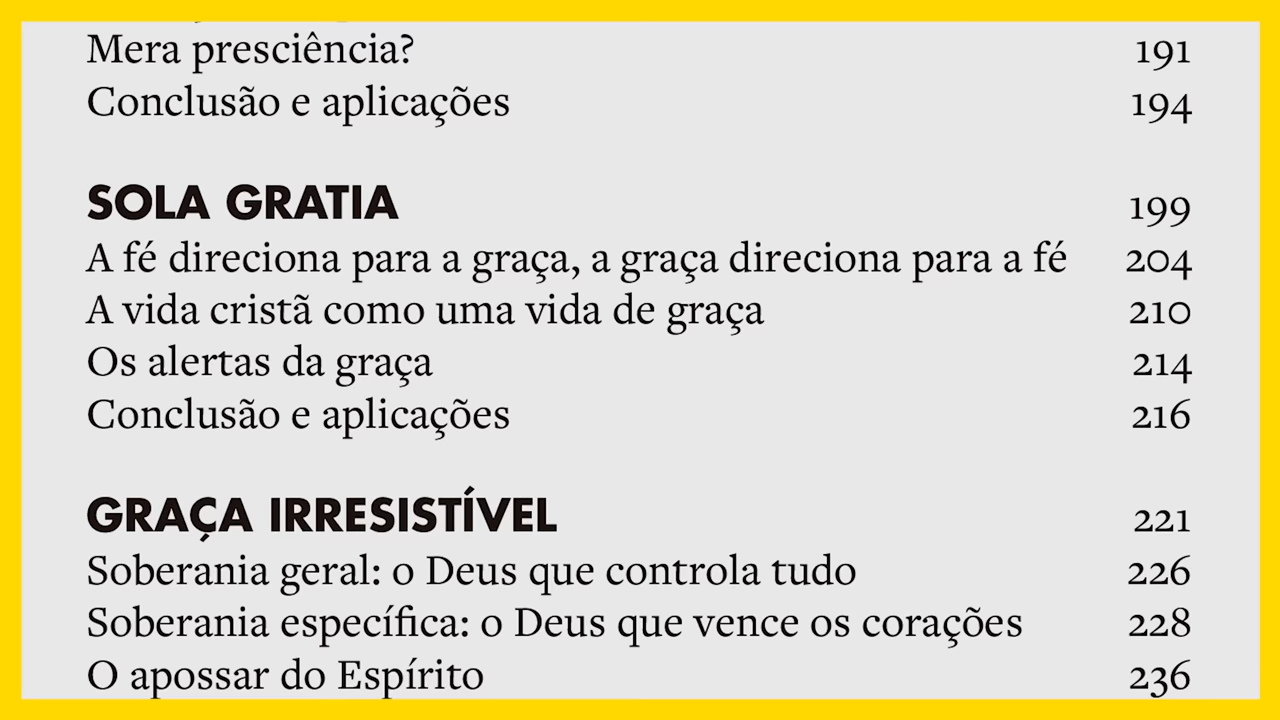 Mera presciência? 191
Conclusão e aplicações 194
SOLA GRATIA 199
A fé direciona para a graça, a graça direciona para a fé 204
A vida cristã como uma vida de graça 210
Os alertas da graça 214
Conclusão e aplicações 216
GRAÇA IRRESISTÍVEL 221
Soberania geral: o Deus que controla tudo 226
Soberania específica: o Deus que vence os corações 228
O apossar do Espírito 236